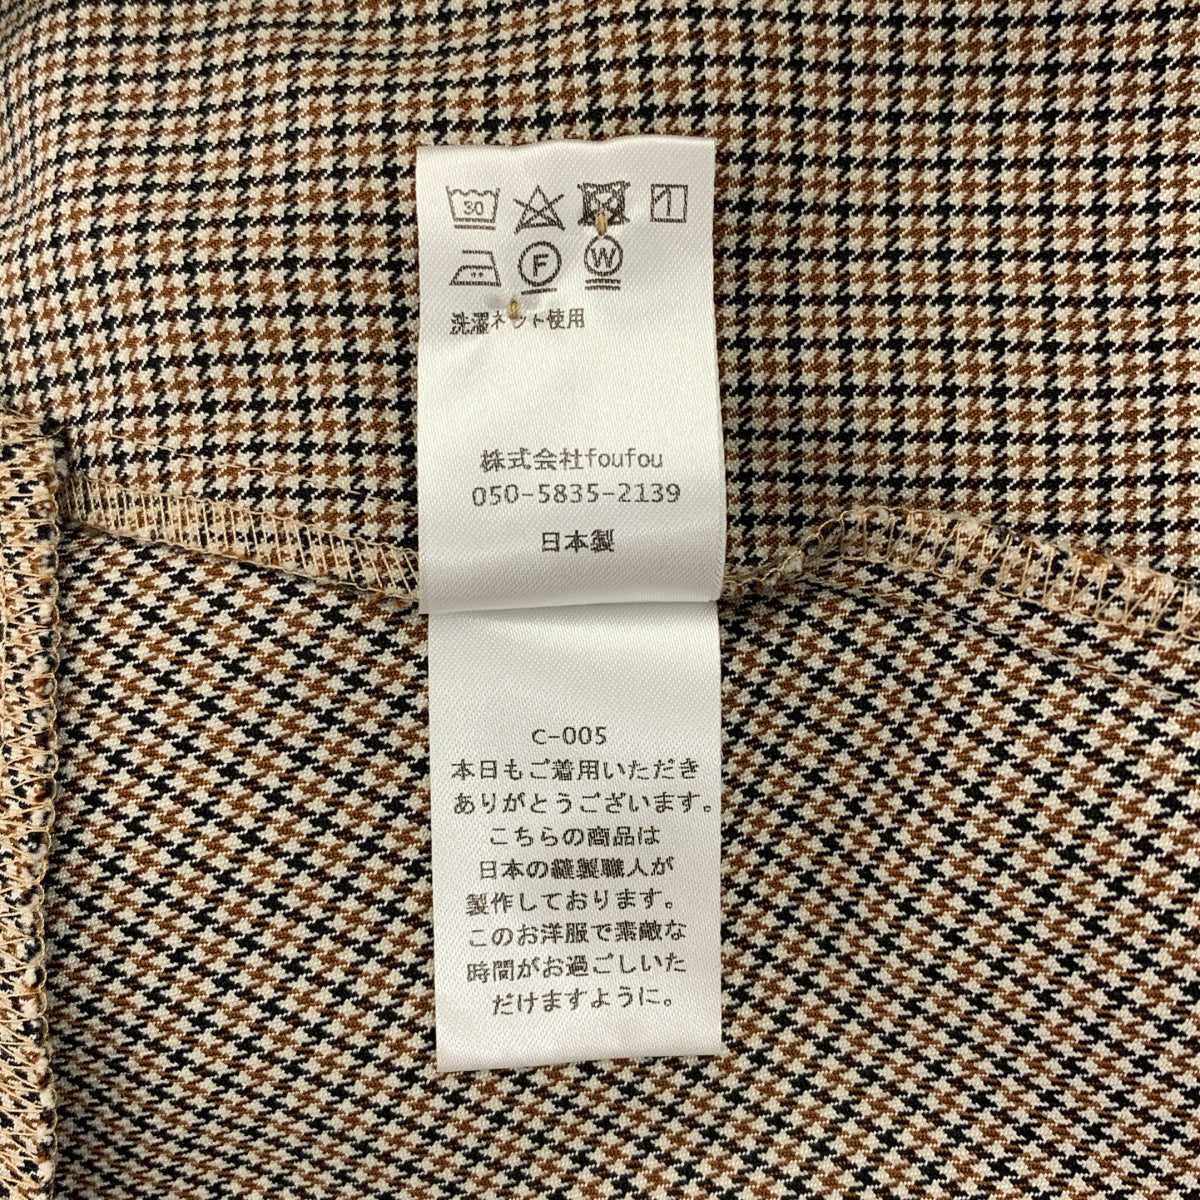 30
F
W
洗濯ネット使用
株式会社foufou
050-5835-2139
日本製
c-005
本日もご着用いただき
ありがとうございます。
こちらの商品は
日本の縫製職人が
製作しております。
このお洋服で素敵な
時間がお過ごしいた
だけますように。